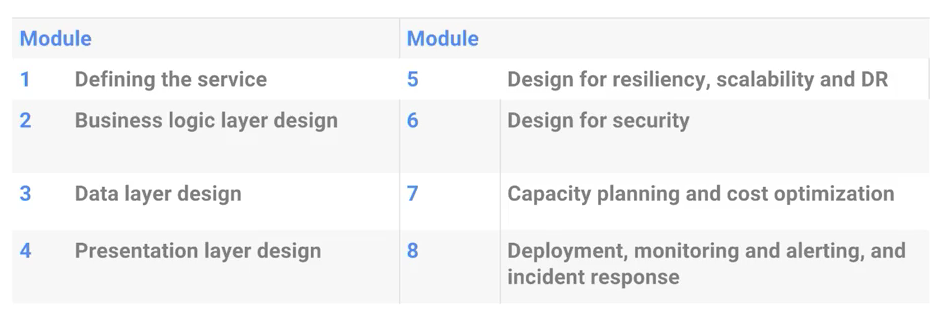 Module Module
1 Defining the service 5 Design for resiliency, scalability and DR
2 Business logic layer design 6 Design for security
3 Data layer design 7 Capacity planning and cost optimization
4 Presentation layer design 8 Deployment, monitoring and alerting, and
incident response